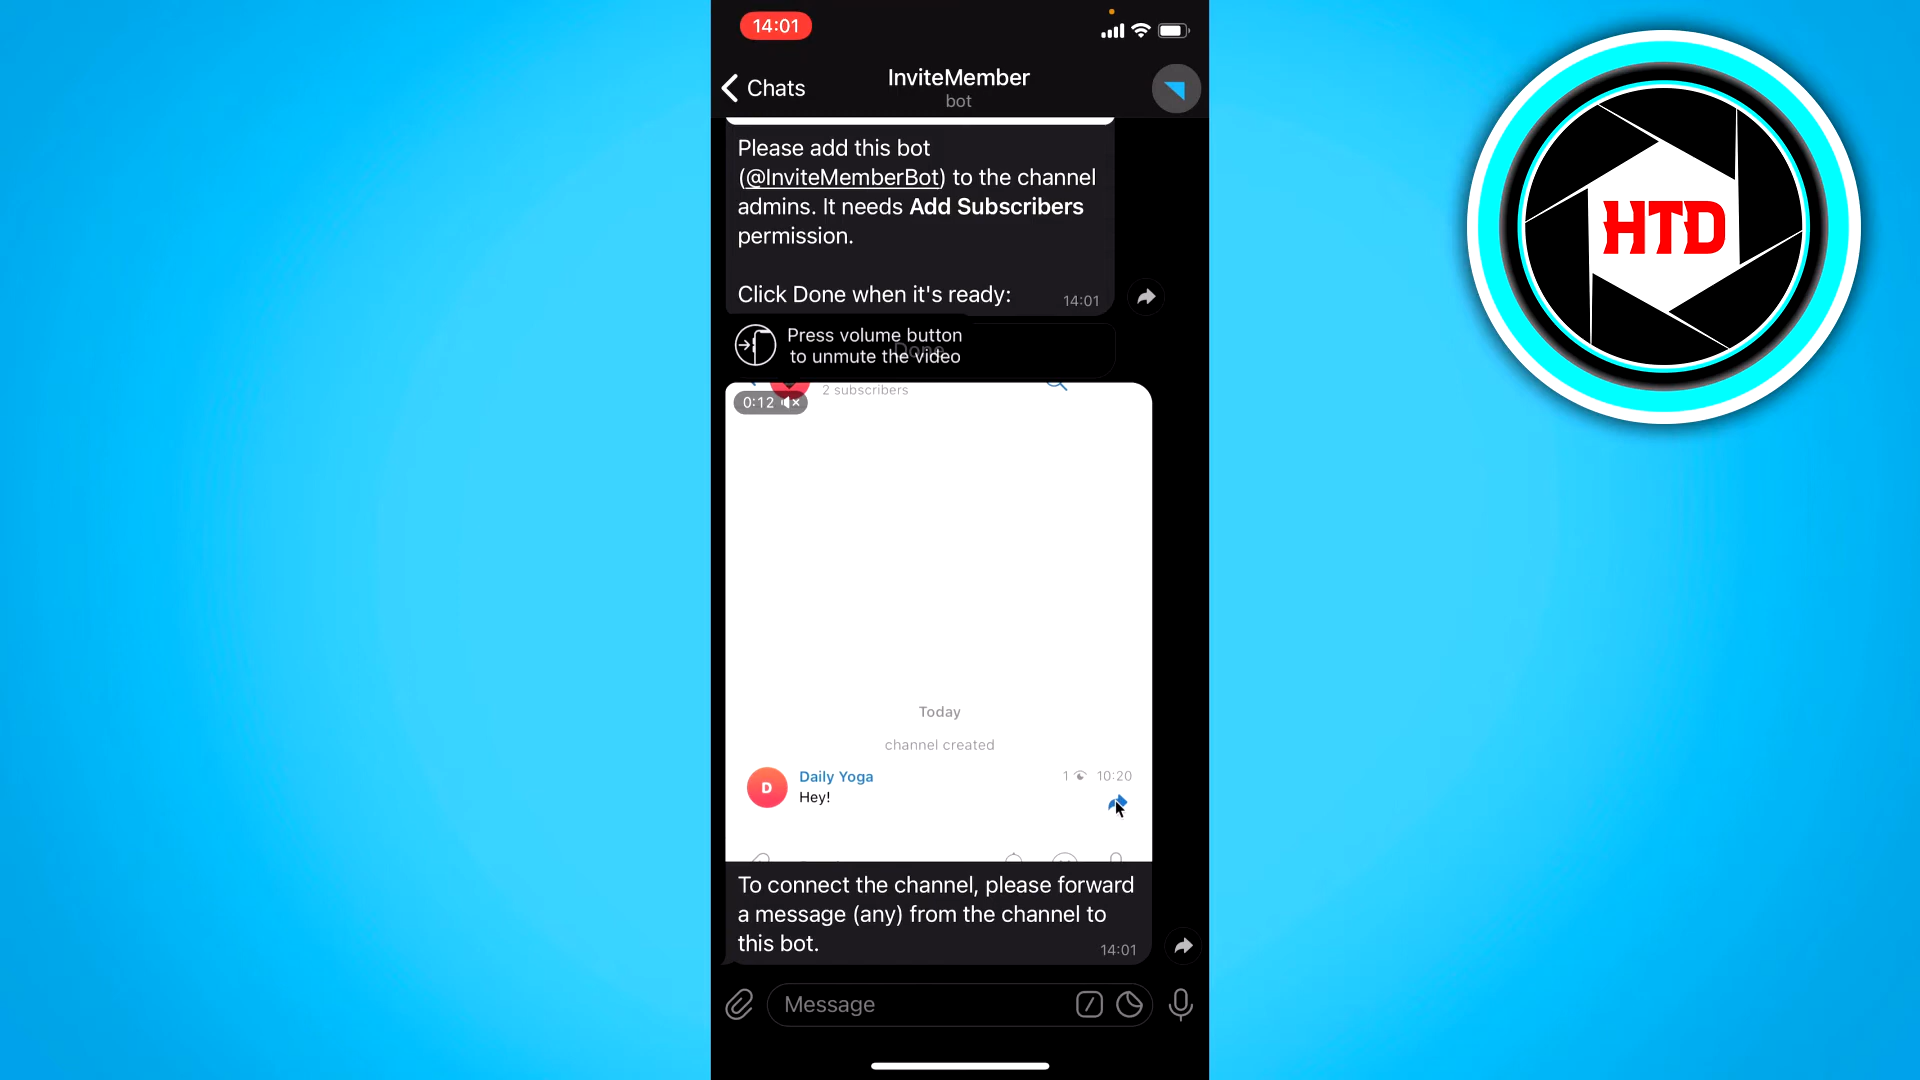 14:01
Chats
InviteMember
bot
Please add this bot
(@InviteMemberBot) to the channel
admins. It needs Add Subscribers
permission.
Click Done when it's ready:
14:01
Done
Press volume button
to unmute the video
2 subscribers
0:12
Today
channel created
D
Daily Yoga
1
10:20
Hey!
To connect the channel, please forward
a message (any) from the channel to
this bot.
14:01
Message
HTD